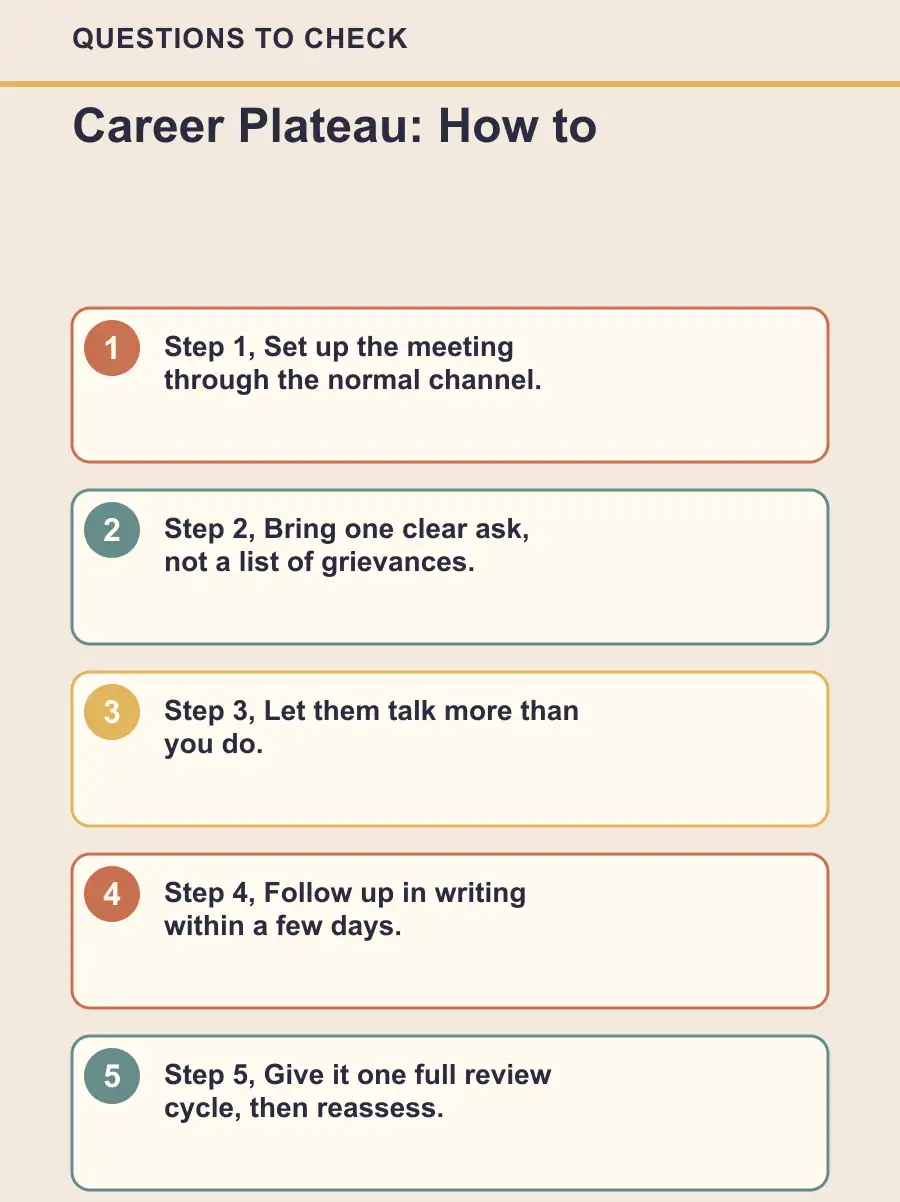 QUESTIONS TO CHECK
Career Plateau: How to
1
Step 1, Set up the meeting
through the normal channel.
2
Step 2, Bring one clear ask,
not a list of grievances.
3
Step 3, Let them talk more than
you do.
4
Step 4, Follow up in writing
within a few days.
5
Step 5, Give it one full review
cycle, then reassess.